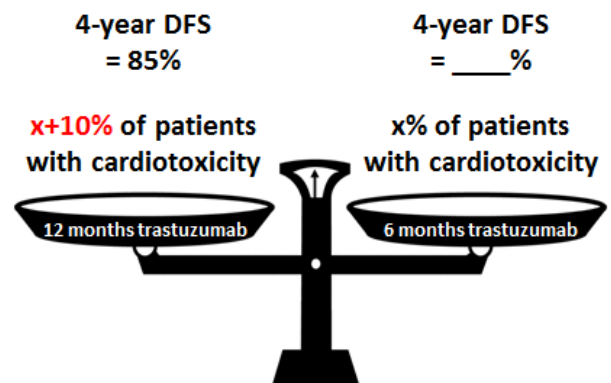 4-year DFS
= 85%
4-year DFS
= ____%
x+10% of patients
with cardiotoxicity
x% of patients
with cardiotoxicity
12 months trastuzumab
6 months trastuzumab